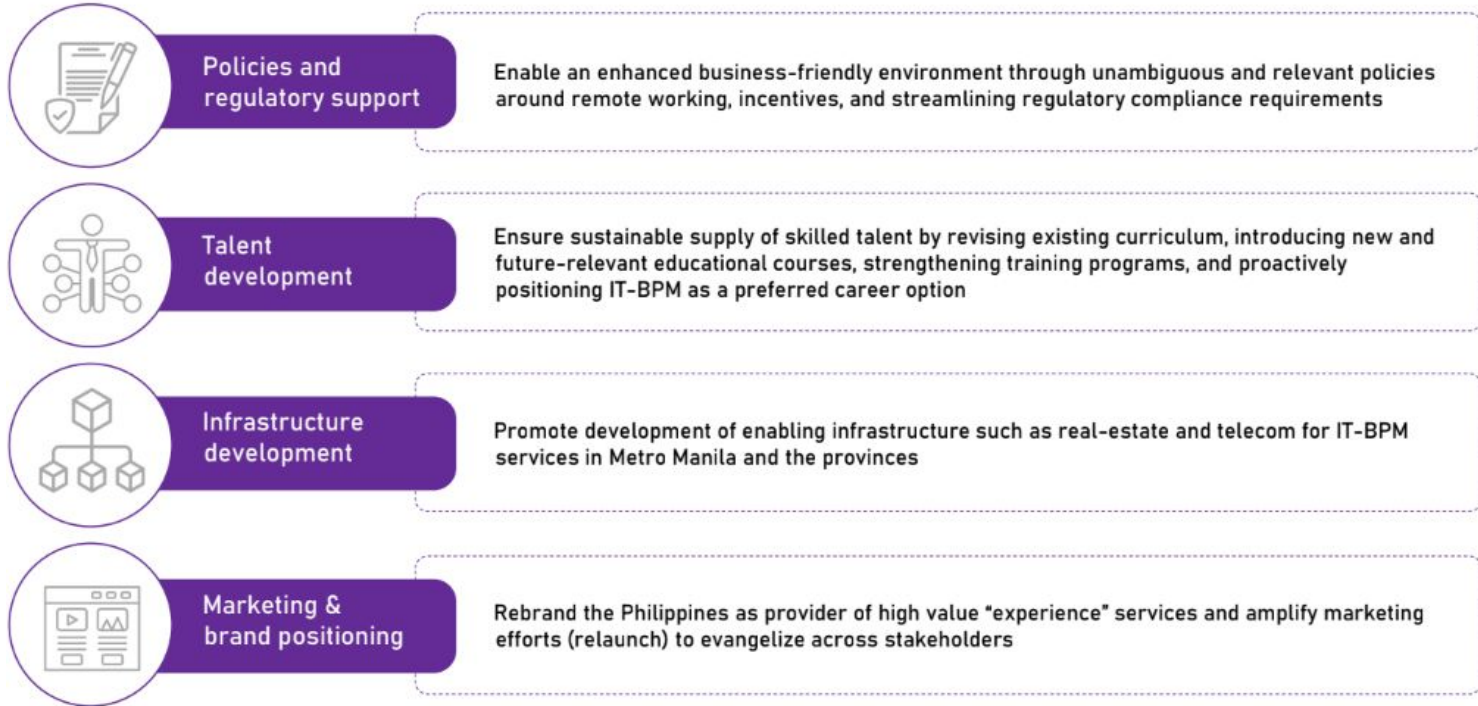 Policies and
regulatory support
Enable an enhanced business-friendly environment through unambiguous and relevant policies
around remote working, incentives, and streamlining regulatory compliance requirements
Talent
development
Ensure sustainable supply of skilled talent by revising existing curriculum, introducing new and
future-relevant educational courses, strengthening training programs, and proactively
positioning IT-BPM as a preferred career option
Infrastructure
development
Promote development of enabling infrastructure such as real-estate and telecom for IT-BPM
services in Metro Manila and the provinces
Marketing &
brand positioning
Rebrand the Philippines as provider of high value “experience” services and amplify marketing
efforts (relaunch) to evangelize across stakeholders